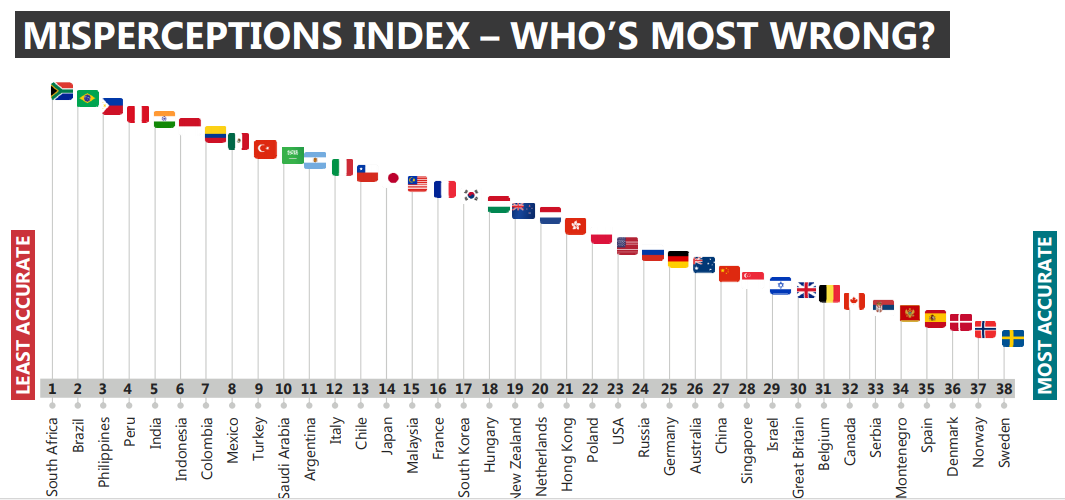 MISPERCEPTIONS INDEX – WHO'S MOST WRONG?
LEAST ACCURATE
MOST ACCURATE
1 2 3 4 5 6 7 8 9 10 11 12 13 14 15 16 17 18 19 20 21 22 23 24 25 26 27 28 29 30 31 32 33 34 35 36 37 38
South Africa
Brazil
Philippines
Peru
India
Indonesia
Colombia
Mexico
Turkey
Saudi Arabia
Argentina
Italy
Chile
Japan
Malaysia
France
South Korea
Hungary
New Zealand
Netherlands
Hong Kong
Poland
USA
Russia
Germany
Australia
China
Singapore
Israel
Great Britain
Belgium
Canada
Serbia
Montenegro
Spain
Denmark
Norway
Sweden